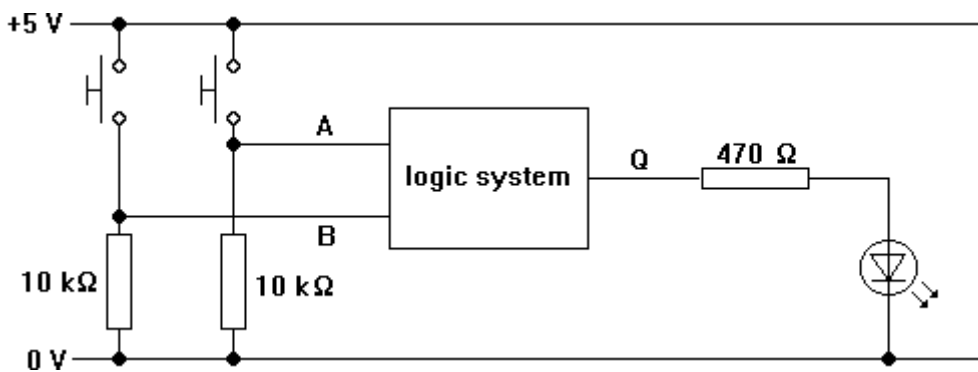 +5 V
A
logic system
Q
470 Ω
B
10 kΩ
10 kΩ
0 V